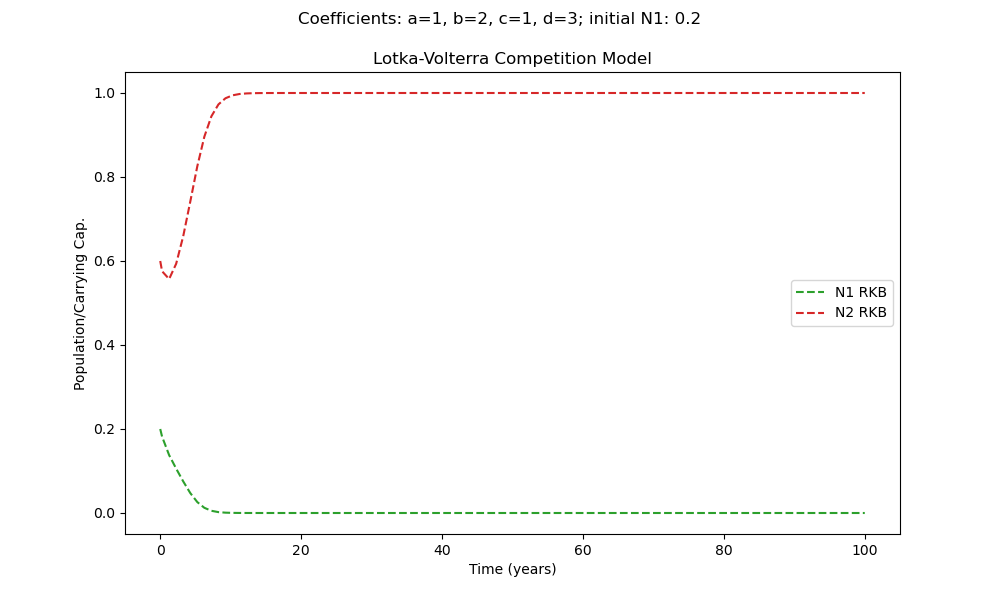 Coefficients: a=1, b=2, c=1, d=3; initial N1: 0.2
Lotka-Volterra Competition Model
Population/Carrying Cap.
1.0
0.8
0.6
0.4
0.2
0.0
N1 RKB
N2 RKB
0 20 40 60 80 100
Time (years)